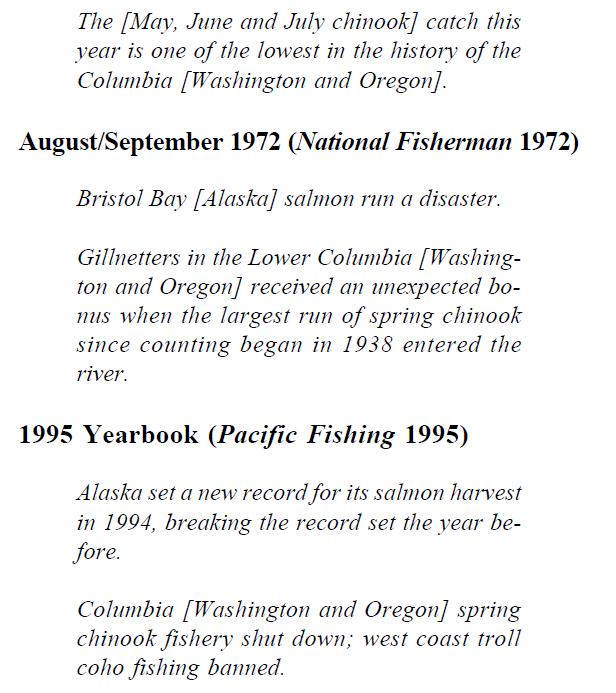 The [May, June and July chinook] catch this
year is one of the lowest in the history of the
Columbia [Washington and Oregon].
August/September 1972 (National Fisherman 1972)
Bristol Bay [Alaska] salmon run a disaster.
Gillnetters in the Lower Columbia [Washing-
ton and Oregon] received an unexpected bo-
nus when the largest run of spring chinook
since counting began in 1938 entered the
river.
1995 Yearbook (Pacific Fishing 1995)
Alaska set a new record for its salmon harvest
in 1994, breaking the record set the year be-
fore.
Columbia [Washington and Oregon] spring
chinook fishery shut down; west coast troll
coho fishing banned.